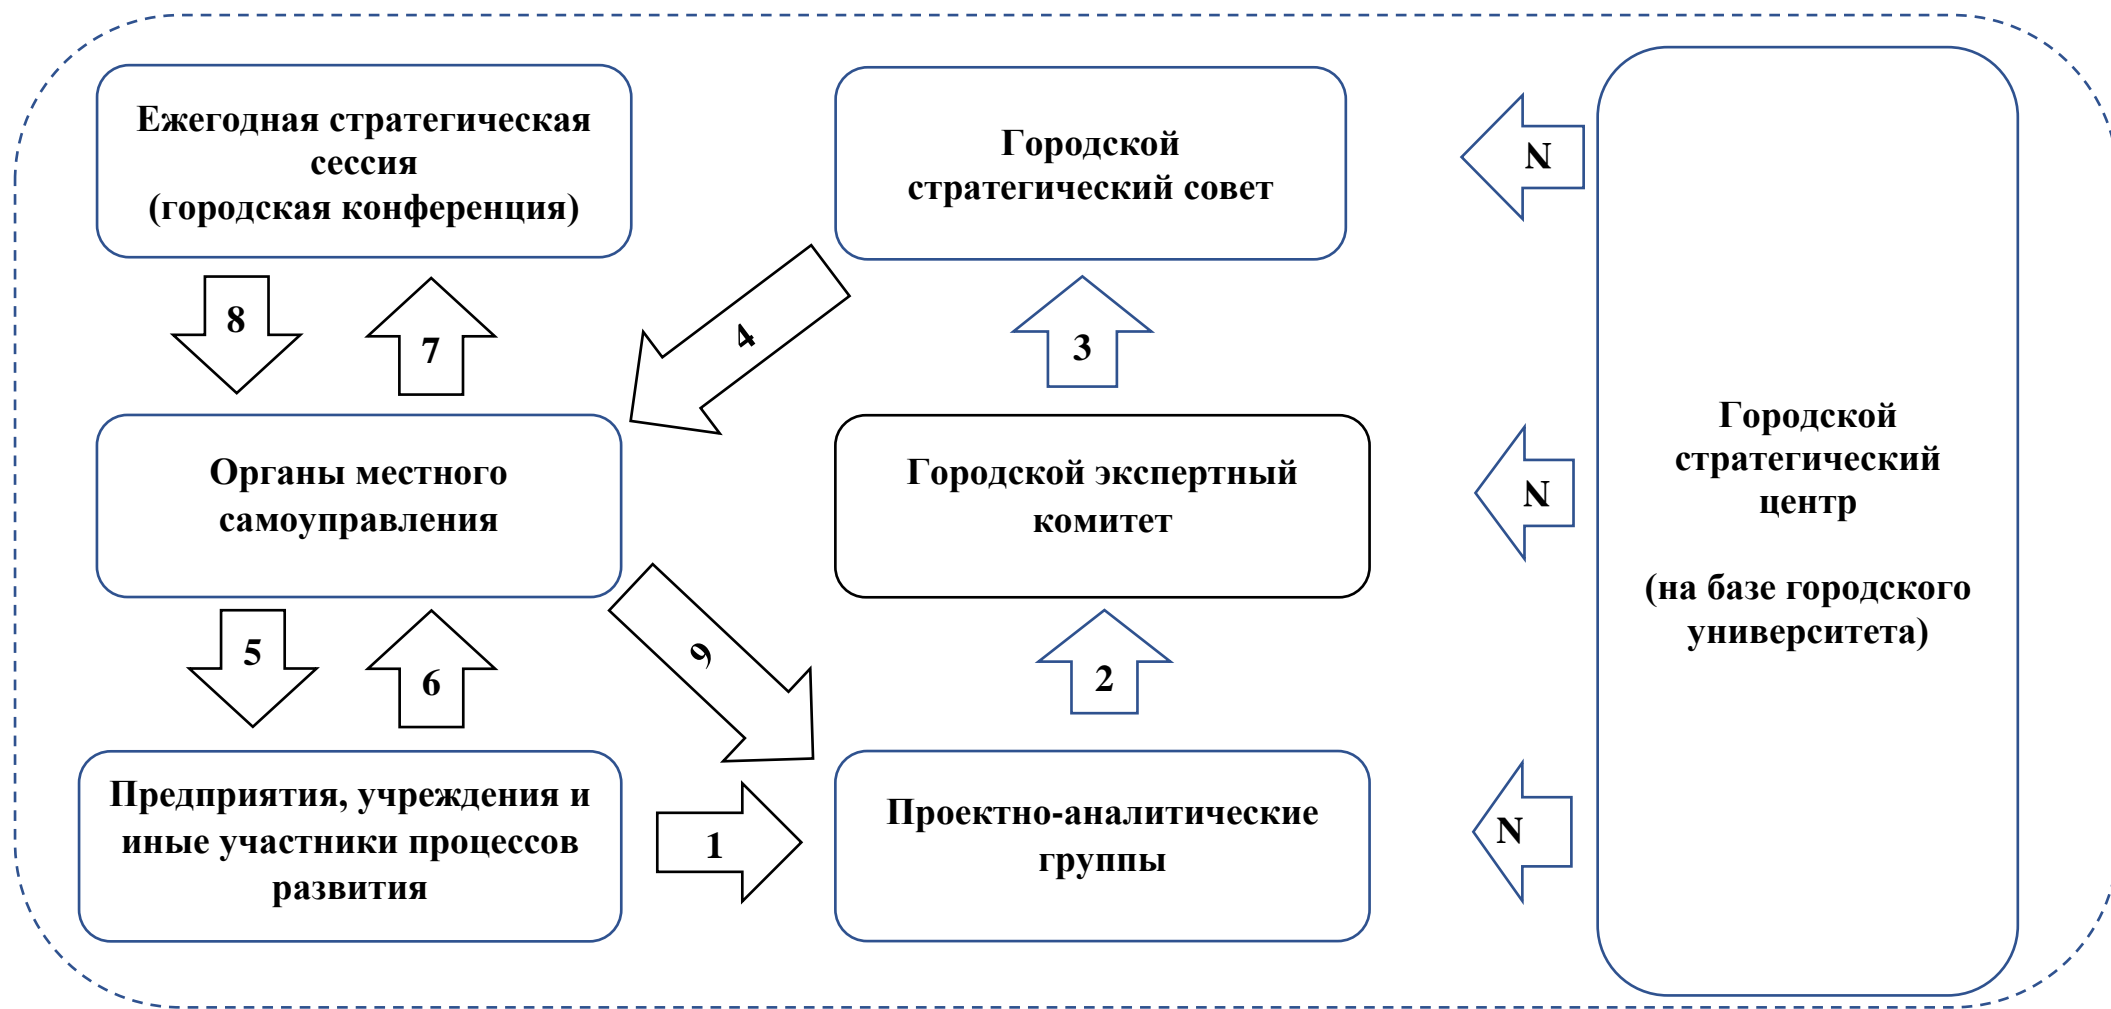 Ежегодная стратегическая
сессия
(городская конференция)
Городской
стратегический совет
N
8
7
4
3
Органы местного
самоуправления
Городской экспертный
комитет
N
Городской
стратегический
центр
(на базе городского
университета)
5
6
9
2
Предприятия, учреждения и
иные участники процессов
развития
1
Проектно-аналитические
группы
N